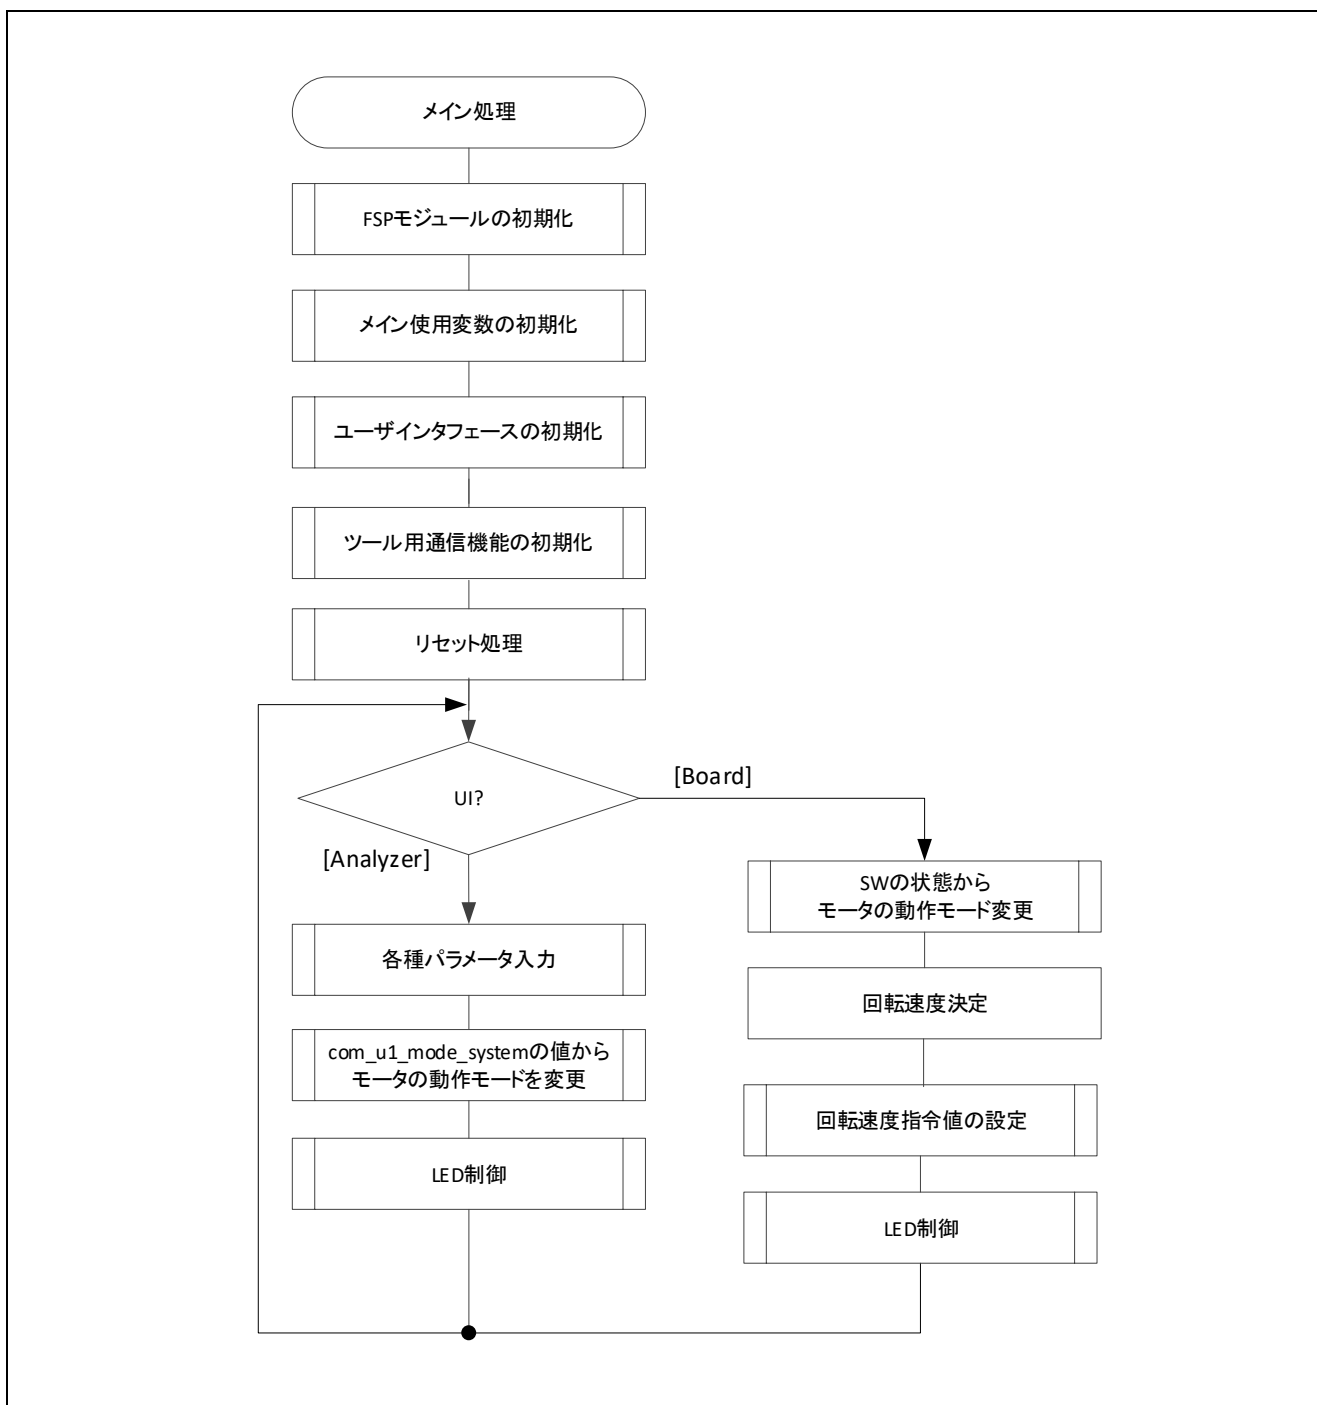 メイン処理
FSPモジュールの初期化
メイン使用変数の初期化
ユーザインタフェースの初期化
ツール用通信機能の初期化
リセット処理
UI?
[Board]
[Analyzer]
各種パラメータ入力
com_u1_mode_systemの値から
モータの動作モードを変更
LED制御
SWの状態から
モータの動作モード変更
回転速度決定
回転速度指令値の設定
LED制御